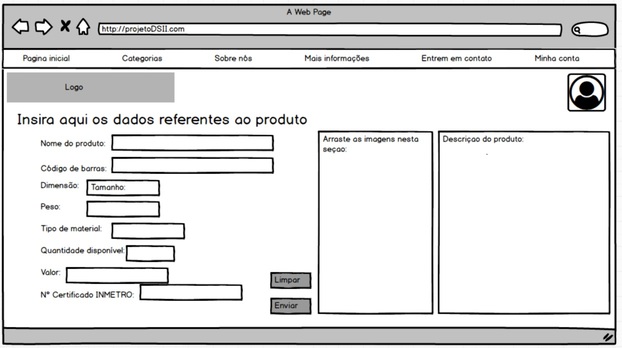 A Web Page
http://projetoDSII.com
Pagina inicial
Categorias
Sobre nós
Mais informações
Entrem em contato
Minha conta
Logo
Insira aqui os dados referentes ao produto
Nome do produto:
Código de barras:
Dimensão:
Tamanho:
Peso:
Tipo de material:
Quantidade disponível:
Valor:
Nº Certificado INMETRO:
Limpar
Enviar
Arraste as imagens nesta
seçao:
Descriçao do produto: